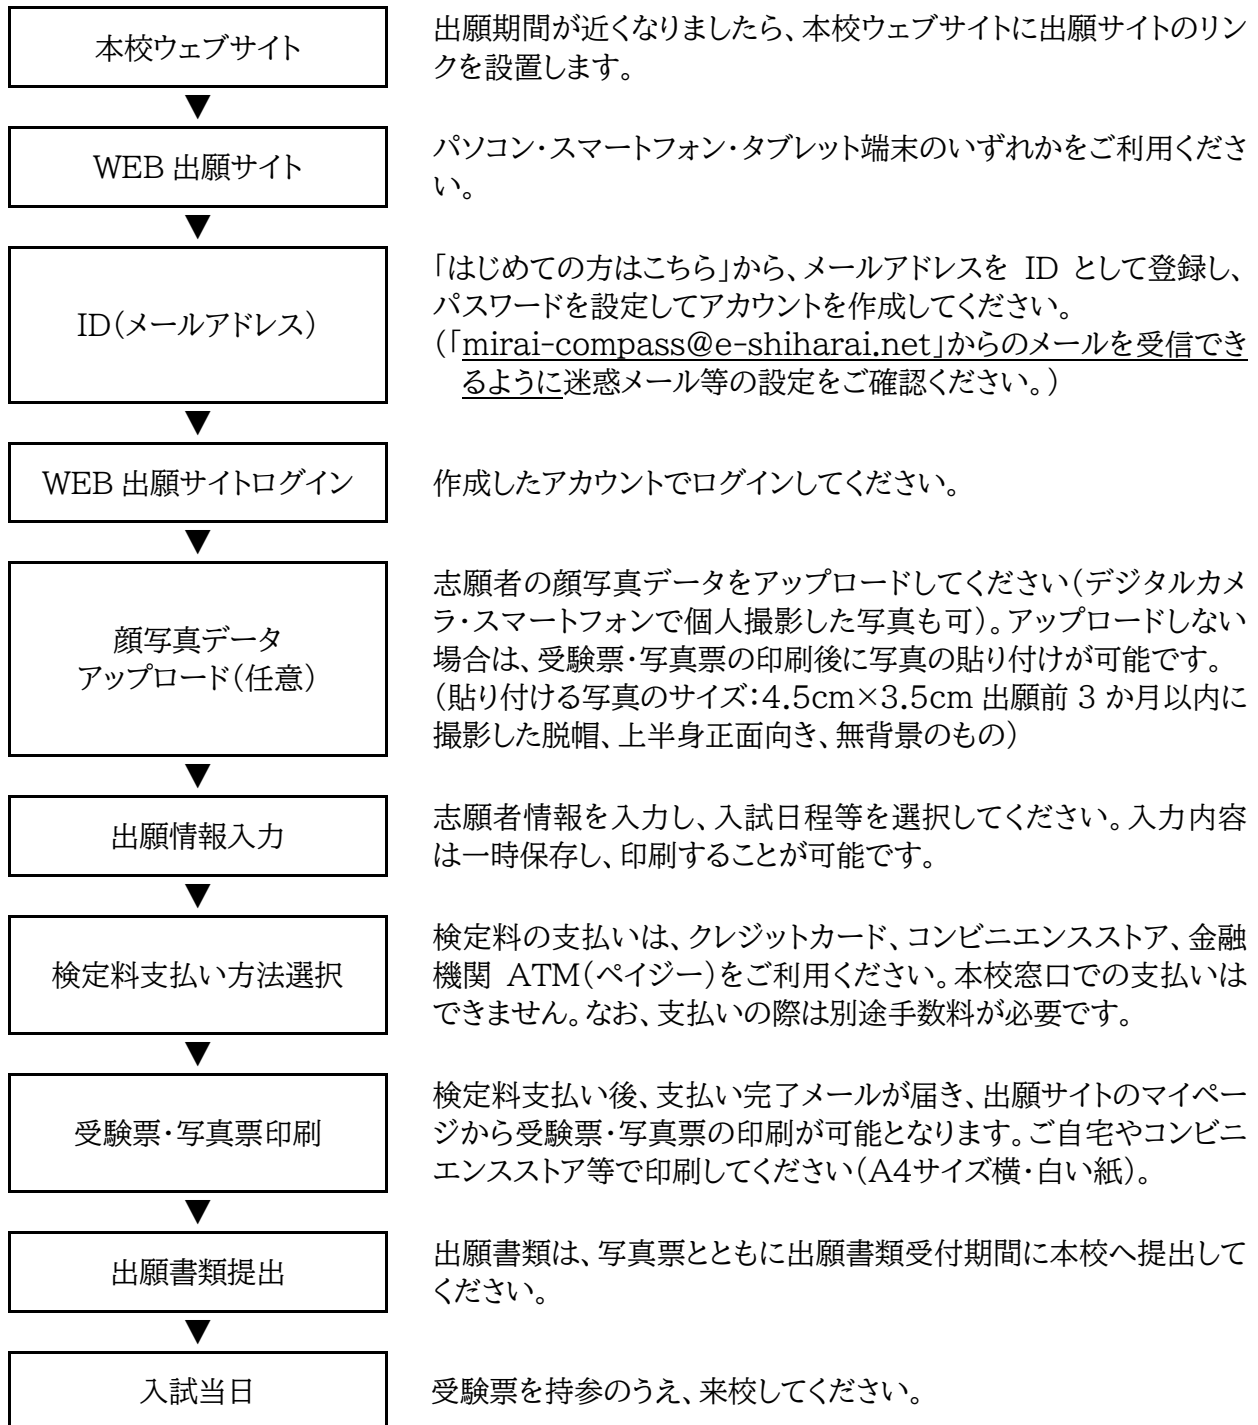 本校ウェブサイト
出願期間が近くなりましたら、本校ウェブサイトに出願サイトのリン
クを設置します。
▼
WEB 出願サイト
パソコン・スマートフォン・タブレット端末のいずれかをご利用くださ
い。
▼
ID(メールアドレス)
「はじめての方はこちら」から、メールアドレスを ID として登録し、
パスワードを設定してアカウントを作成してください。
(「mirai-compass@e-shiharai.net」からのメールを受信でき
るように迷惑メール等の設定をご確認ください。)
▼
WEB 出願サイトログイン
作成したアカウントでログインしてください。
▼
顔写真データ
アップロード(任意)
志願者の顔写真データをアップロードしてください(デジタルカメ
ラ・スマートフォンで個人撮影した写真も可)。アップロードしない
場合は、受験票・写真票の印刷後に写真の貼り付けが可能です。
(貼り付ける写真のサイズ:4.5cm×3.5cm 出願前 3 か月以内に
撮影した脱帽、上半身正面向き、無背景のもの)
▼
出願情報入力
志願者情報を入力し、入試日程等を選択してください。入力内容
は一時保存し、印刷することが可能です。
▼
検定料支払い方法選択
検定料の支払いは、クレジットカード、コンビニエンスストア、金融
機関 ATM(ペイジー)をご利用ください。本校窓口での支払いは
できません。なお、支払いの際は別途手数料が必要です。
▼
受験票・写真票印刷
検定料支払い後、支払い完了メールが届き、出願サイトのマイペー
ジから受験票・写真票の印刷が可能となります。ご自宅やコンビニ
エンスストア等で印刷してください(A4サイズ横・白い紙)。
▼
出願書類提出
出願書類は、写真票とともに出願書類受付期間に本校へ提出して
ください。
▼
入試当日
受験票を持参のうえ、来校してください。